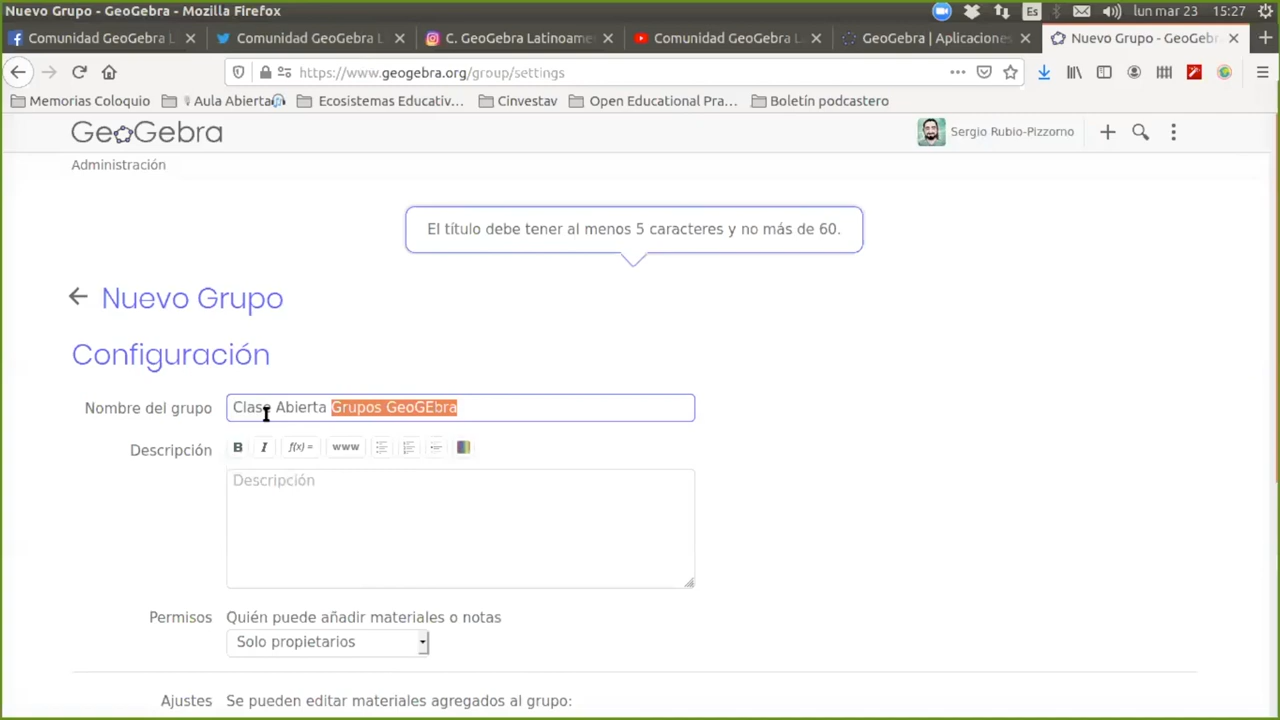 Nuevo Grupo - GeoGebra - Mozilla Firefox
Es
lun mar 23 15:27
Comunidad GeoGebra L
Comunidad GeoGebra L
C. GeoGebra Latinoame
Comunidad GeoGebra La
GeoGebra | Aplicaciones
Nuevo Grupo - GeoGebr
https://www.geogebra.org/group/settings
Memorias Coloquio
Aula Abierta
Ecosistemas Educativ...
Cinvestav
Open Educational Pra...
Boletín podcastero
GeoGebra
Sergio Rubio-Pizzorno
Administración
El título debe tener al menos 5 caracteres y no más de 60.
Nuevo Grupo
Configuración
Nombre del grupo
Clase Abierta Grupos GeoGEbra
Descripción
B I f(x) = www
Descripción
Permisos
Quién puede añadir materiales o notas
Solo propietarios
Ajustes
Se pueden editar materiales agregados al grupo: